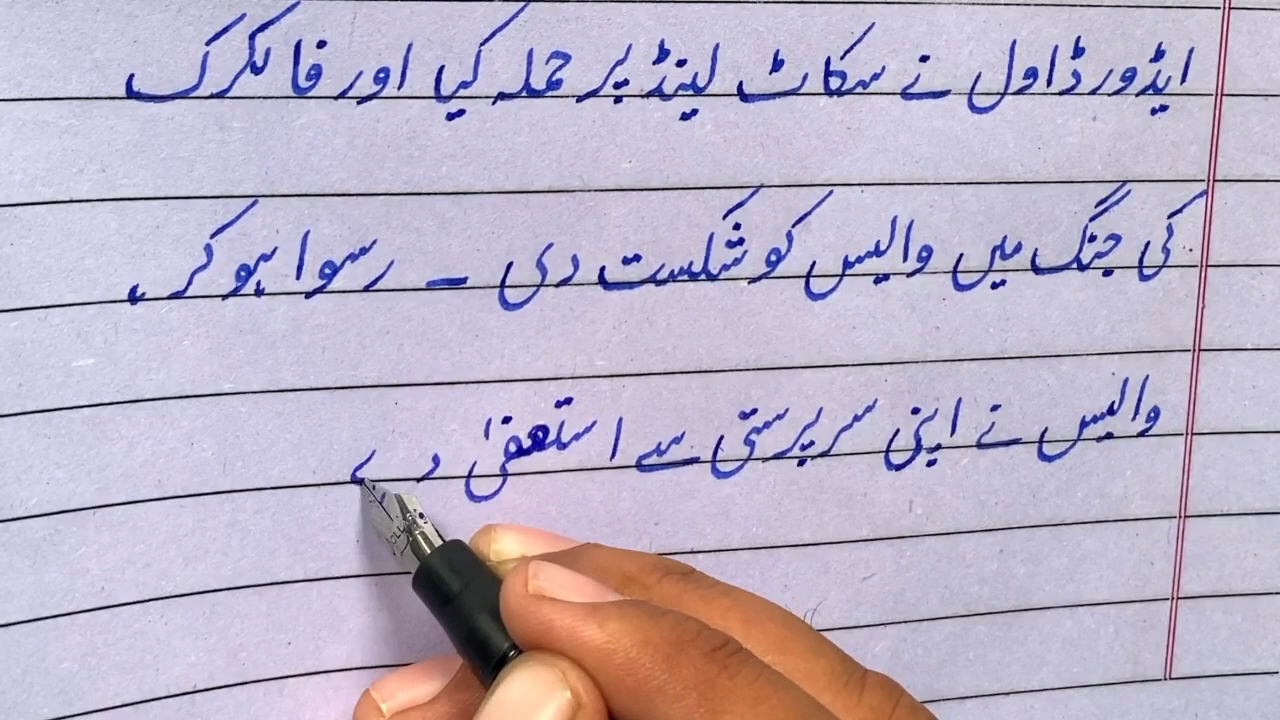 ایڈورڈ اول نے سکاٹ لینڈ پر حملہ کیا اور فالکرک
کی جنگ میں والیس کو شکست دی ۔ رسوا ہو کر ،
والیس نے اپنی سرپرستی سے استعفیٰ د